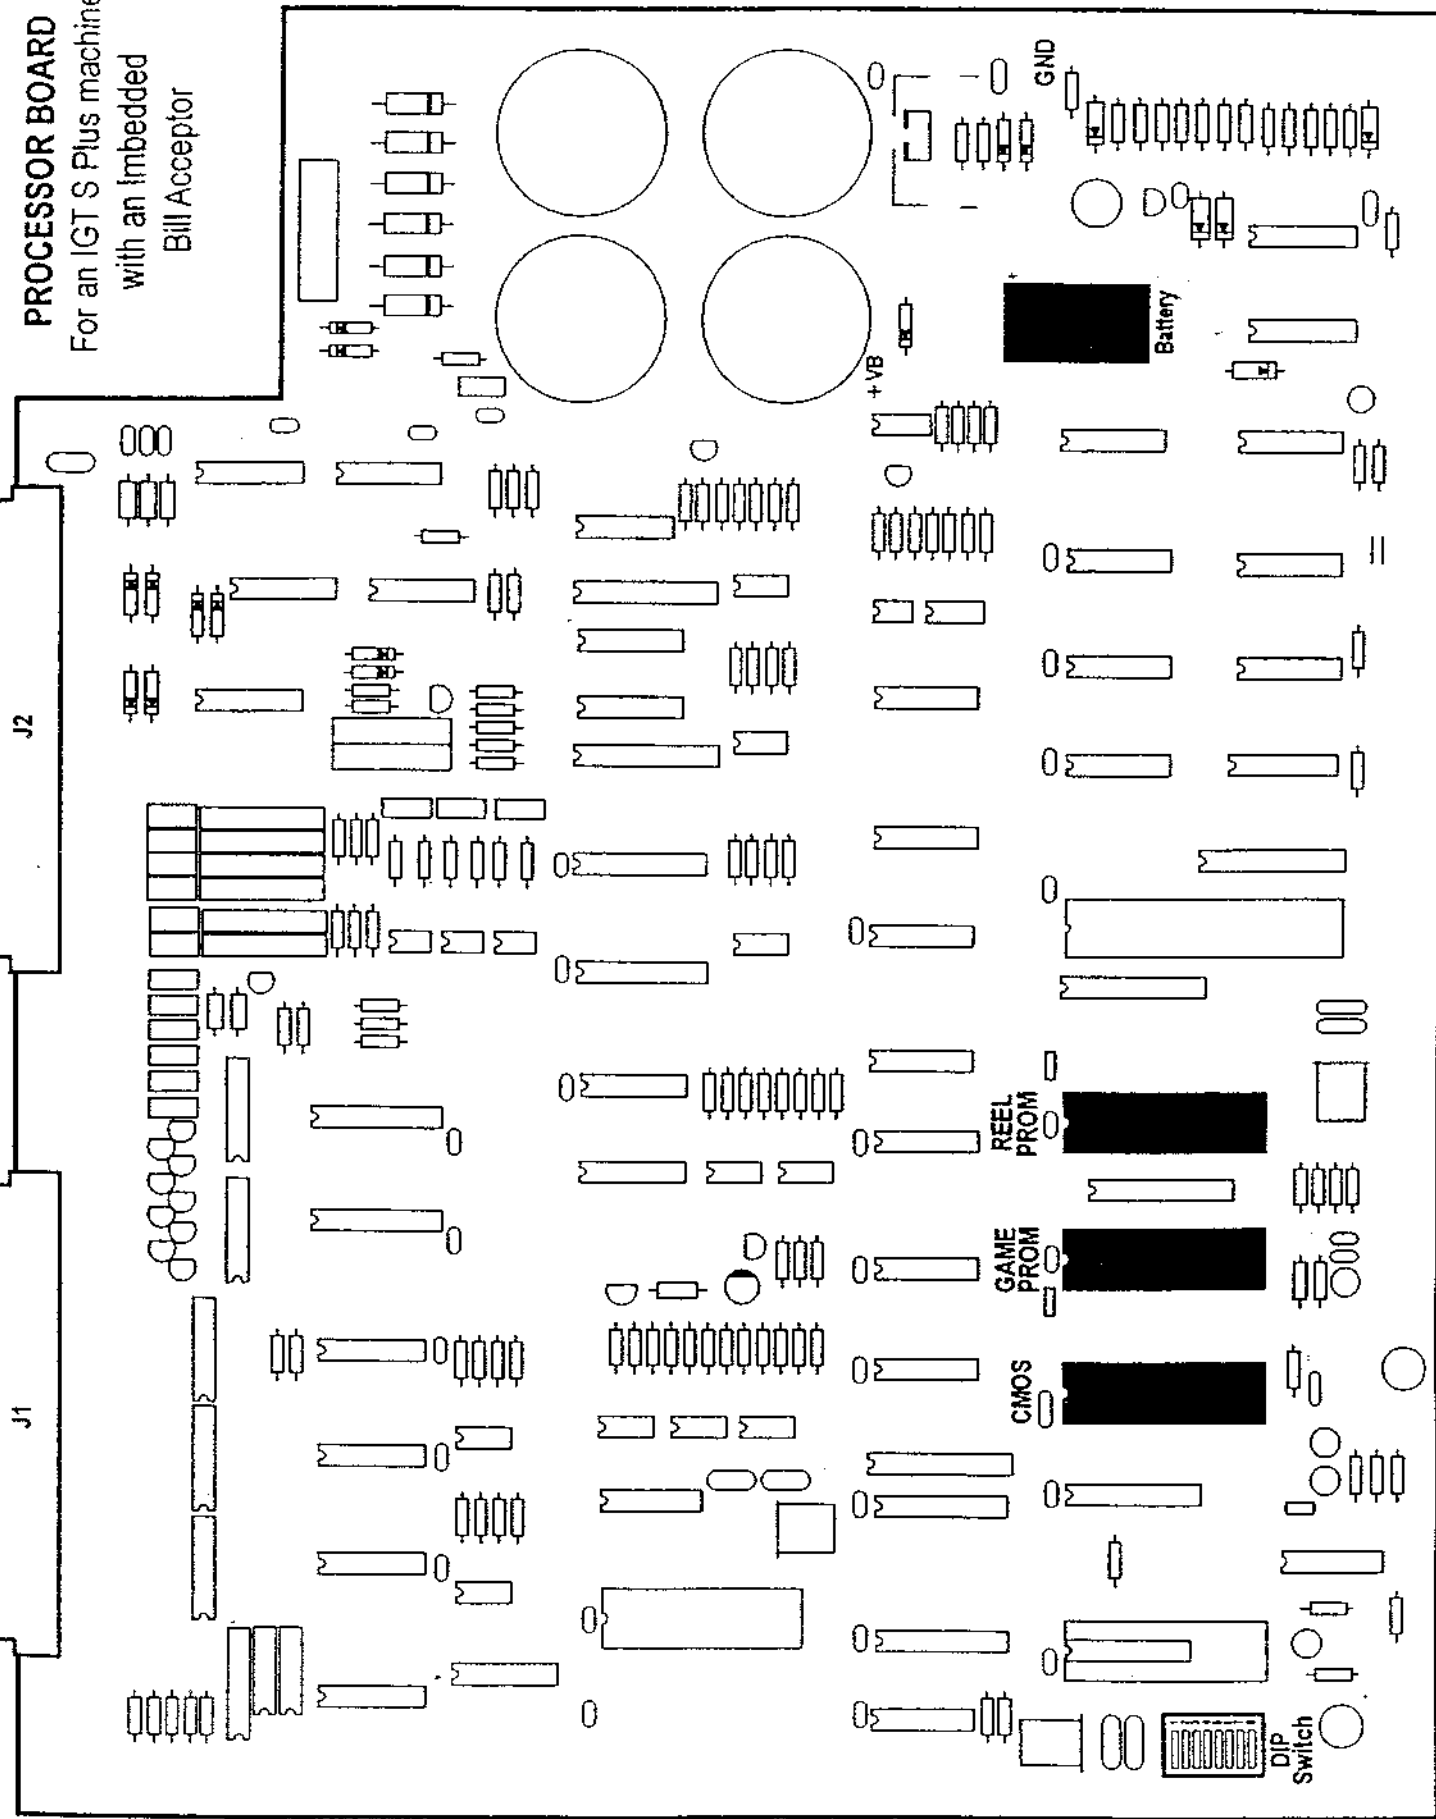 PROCESSOR BOARD
For an IGT S Plus machine
with an Imbedded
Bill Acceptor
J1
J2
GND
+
Battery
+ VB
REEL
PROM
GAME
PROM
CMOS
DIP
Switch